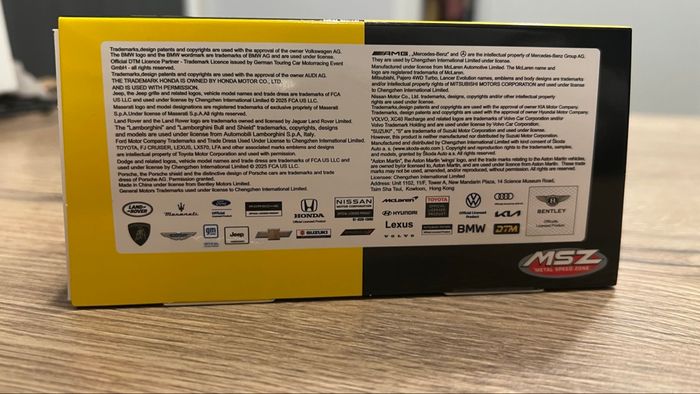 Trademarks,design patents and copyrights are used with the approval of the owner Volkswagen AG.
The BMW logo and the BMW wordmark are trademarks of BMW AG and are used under license.
Official DTM Licence Partner - Trademark Licence issued by German Touring Car Motorracing Event
GmbH - all rights reserved.
Trademarks,design patents and copyrights are used with the approval of the owner AUDI AG.
THE TRADEMARK HONDA IS OWNED BY HONDA MOTOR CO., LTD.
AND IS USED WITH PERMISSION.
Jeep, the Jeep grille and related logos, vehicle model names and trade dress are trademarks of FCA
US LLC and used under license by Chengzhen International Limited © 2025 FCA US LLC.
Maserati logo and model designations are registered trademarks of exclusive property of Maserati
S.p.A.Under license of Maserati S.p.A All rights reserved.
Land Rover and the Land Rover logo are trademarks owned and licensed by Jaguar Land Rover Limited.
The "Lamborghini" and "Lamborghini Bull and Shield" trademarks, copyrights, designs
and models are used under license from Automobili Lamborghini S.p.A, Italy.
Ford Motor Company Trademarks and Trade Dress Used Under License to Chengzhen International Limited.
TOYOTA, FJ CRUISER, LEXUS, LX570, LFA and other associated marks emblems and designs
are intellectual property of Toyota Motor Corporation and used with permission.
Dodge and related logos, vehicle model names and trade dress are trademarks of FCA US LLC and
used under license by Chengzhen International Limited © 2025 FCA US LLC.
Porsche, the Porsche shield and the distinctive design of Porsche cars are trademarks and trade
dress of Porsche AG. Permission granted.
Made in China under license from Bentley Motors Limited.
General Motors Trademarks used under license to Chengzhen International Limited.
AMG, „Mercedes-Benz" and are the intellectual property of Mercedes-Benz Group AG.
They are used by Chengzhen International Limited under license.
Manufactured under license from McLaren Automotive Limited. The McLaren name and
logo are registered trademarks of McLaren.
Mitsubishi, Pajero 4WD Turbo, Lancer Evolution names, emblems and body designs are trademarks
and/or intellectual property rights of MITSUBISHI MOTORS CORPORATION and used under license
to Chengzhen International Limited.
Nissan Motor Co., Ltd. trademarks, designs, copyrights and/or other intellectual property
rights are used under license.
Trademarks,design patents and copyrights are used with the approval of the owner KIA Motor Company.
Trademarks,design patents and copyrights are used with the approval of the owner Hyundai Motor Company.
VOLVO, XC40 Recharge and related logos are trademarks of Volvo Car Corporation and/or
Volvo Trademark Holding and are used under license by Volvo Car Corporation.
"SUZUKI", "S" are trademark of Suzuki Motor Corporation and used under license.
However, this product is neither manufactured nor distributed by Suzuki Motor Corporation.
Manufactured and distributed by Chengzhen International Limited with kind consent of Škoda
Auto a.s. (www.skoda-auto.com ). Copyright and reproduction rights to the trademarks, samples,
and models, granted by Škoda Auto a.s. All rights reserved.
"Aston Martin", the Aston Martin 'wings' logo, and the trade marks relating to the Aston Martin vehicles,
are owned by/or licensed to, Aston Martin, and are used under license from Aston Martin. These trade
marks may not be used, amended, and/or reproduced, without permission. All rights are reserved.
Licensee: Chengzhen International Limited
Address: Unit 1102, 11/F, Tower A, New Mandarin Plaza, 14 Science Museum Road,
Tsim Sha Tsui, Kowloon, Hong Kong
LAND ROVER
Maserati
Ford
PORSCHE
NISSAN
MOTOR CORPORATION
McLaren
TOYOTA
Official Licensed Product
HONDA
HYUNDAI
KIA
BENTLEY
Officially Licensed Product
gm
Jeep
SUZUKI
Lexus
VOLVO
BMW
DTM
MSZ
METAL SPEED ZONE